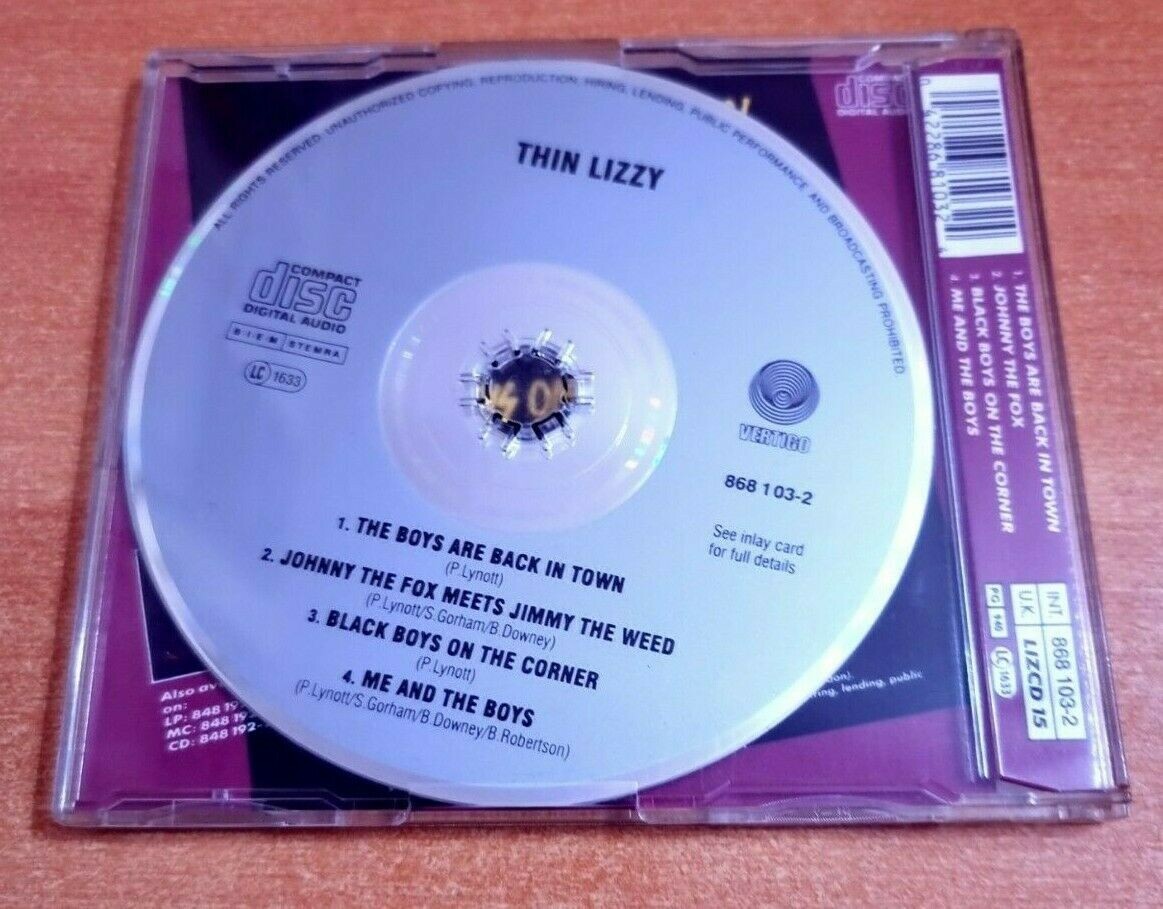 ALL RIGHTS RESERVED. UNAUTHORIZED COPYING, REPRODUCTION, HIRING, LENDING, PUBLIC PERFORMANCE AND BROADCASTING PROHIBITED.
THIN LIZZY
COMPACT
disc
DIGITAL AUDIO
BIEM STEMRA
LC 1633
VERTIGO
868 103-2
See inlay card
for full details
1. THE BOYS ARE BACK IN TOWN
(P.Lynott)
2. JOHNNY THE FOX MEETS JIMMY THE WEED
(P.Lynott/S.Gorham/B.Downey)
3. BLACK BOYS ON THE CORNER
(P.Lynott)
4. ME AND THE BOYS
(P.Lynott/S.Gorham/B.Downey/B.Robertson)
COMPACT
disc
DIGITAL AUDIO
Also av
on:
LP: 848 19
MC: 848 19
CD: 848 192-
lending, public
1. THE BOYS ARE BACK IN TOWN
2. JOHNNY THE FOX
3. BLACK BOYS ON THE CORNER
4. ME AND THE BOYS
INT. 868 103-2
U.K. LIZCD 15
PG 940 LC 1633